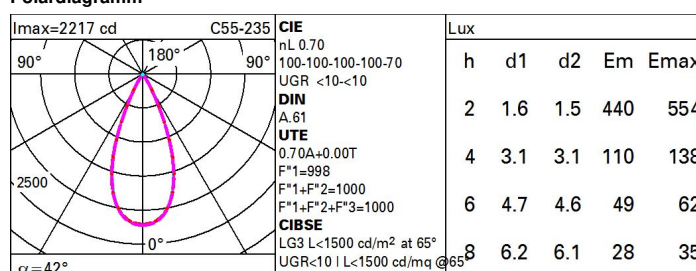 Polardiagramm
Imax=2217 cd C55-235
90° 180° 90°
2500
0°
α=42°
CIE
nL 0.70
100-100-100-100-70
UGR <10-<10
DIN
A.61
UTE
0.70A+0.00T
F"1=998
F"1+F"2=1000
F"1+F"2+F"3=1000
CIBSE
LG3 L<1500 cd/m² at 65°
UGR<10 | L<1500 cd/mq @65°
Lux
h d1 d2 Em Emax
2 1.6 1.5 440 554
4 3.1 3.1 110 138
6 4.7 4.6 49 62
8 6.2 6.1 28 35